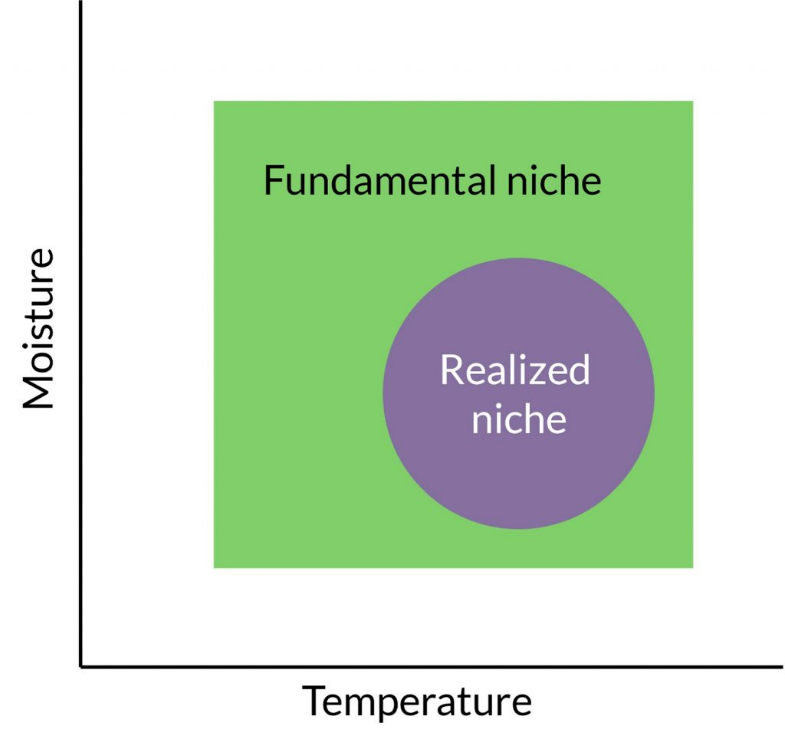 Fundamental niche
Realized
niche
Moisture
Temperature